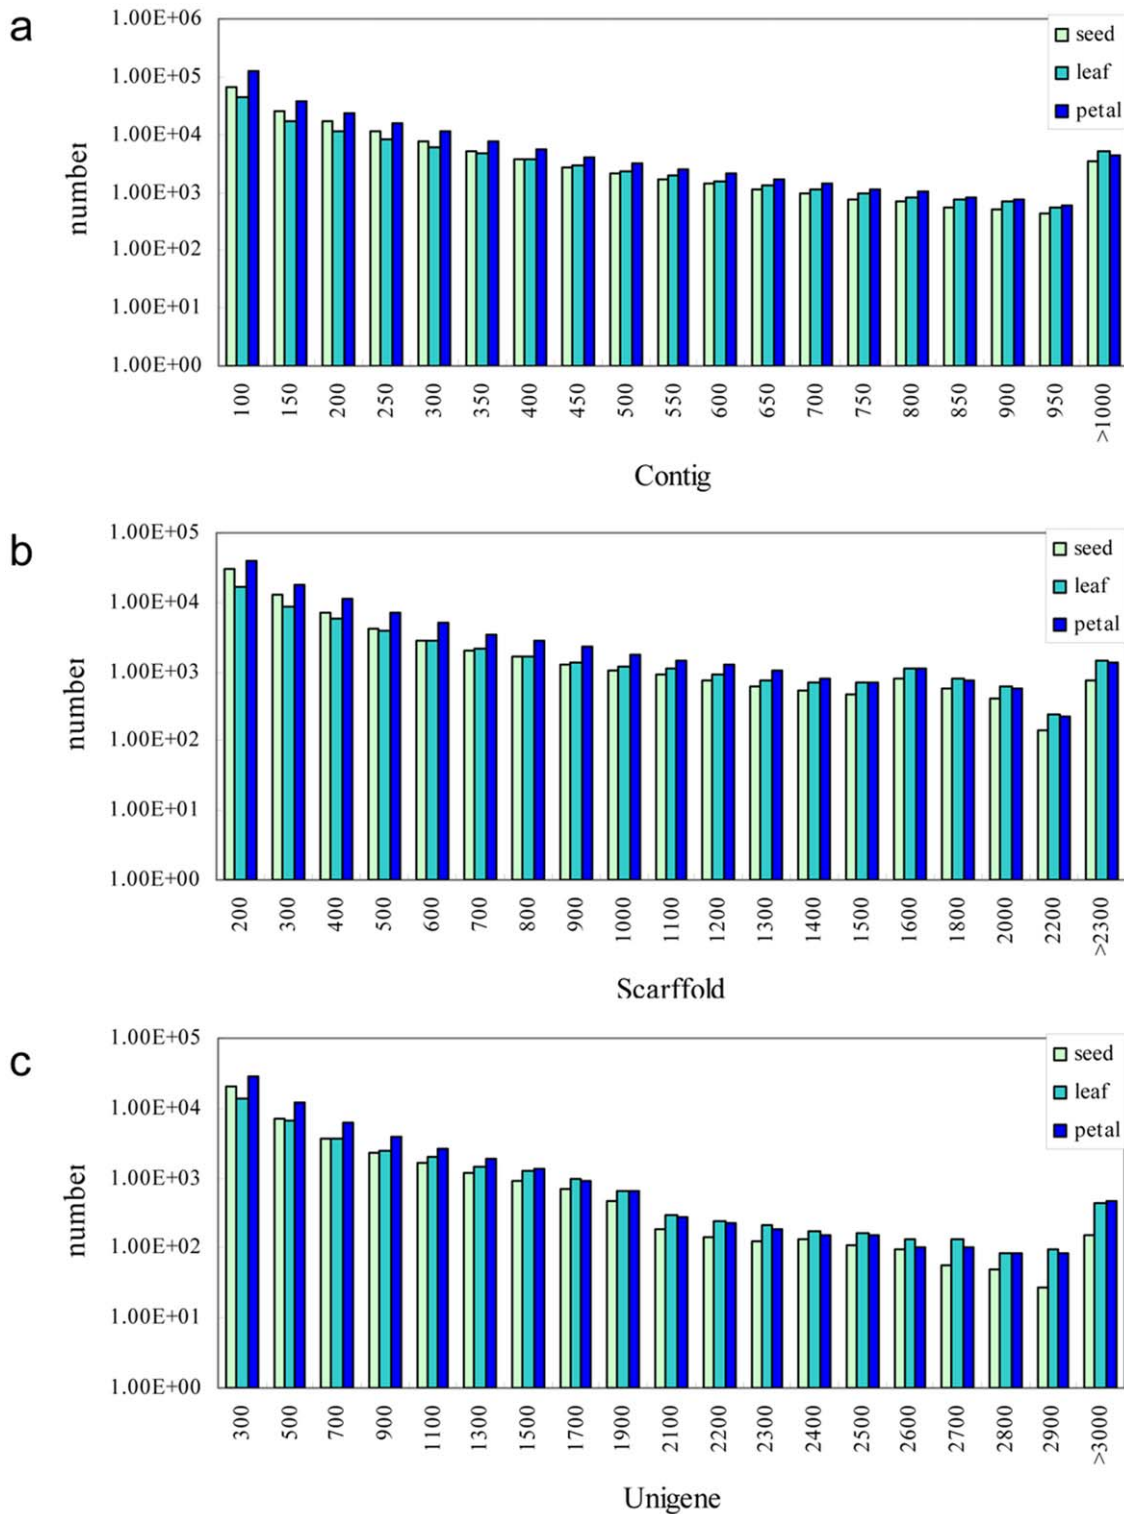 a
1.00E+06
1.00E+05
1.00E+04
1.00E+03
1.00E+02
1.00E+01
1.00E+00
number
seed
leaf
petal
100 150 200 250 300 350 400 450 500 550 600 650 700 750 800 850 900 950 >1000
Contig
b
1.00E+05
1.00E+04
1.00E+03
1.00E+02
1.00E+01
1.00E+00
number
seed
leaf
petal
200 300 400 500 600 700 800 900 1000 1100 1200 1300 1400 1500 1600 1800 2000 2200 >2300
Scarffold
c
1.00E+05
1.00E+04
1.00E+03
1.00E+02
1.00E+01
1.00E+00
number
seed
leaf
petal
300 500 700 900 1100 1300 1500 1700 1900 2100 2200 2300 2400 2500 2600 2700 2800 2900 >3000
Unigene